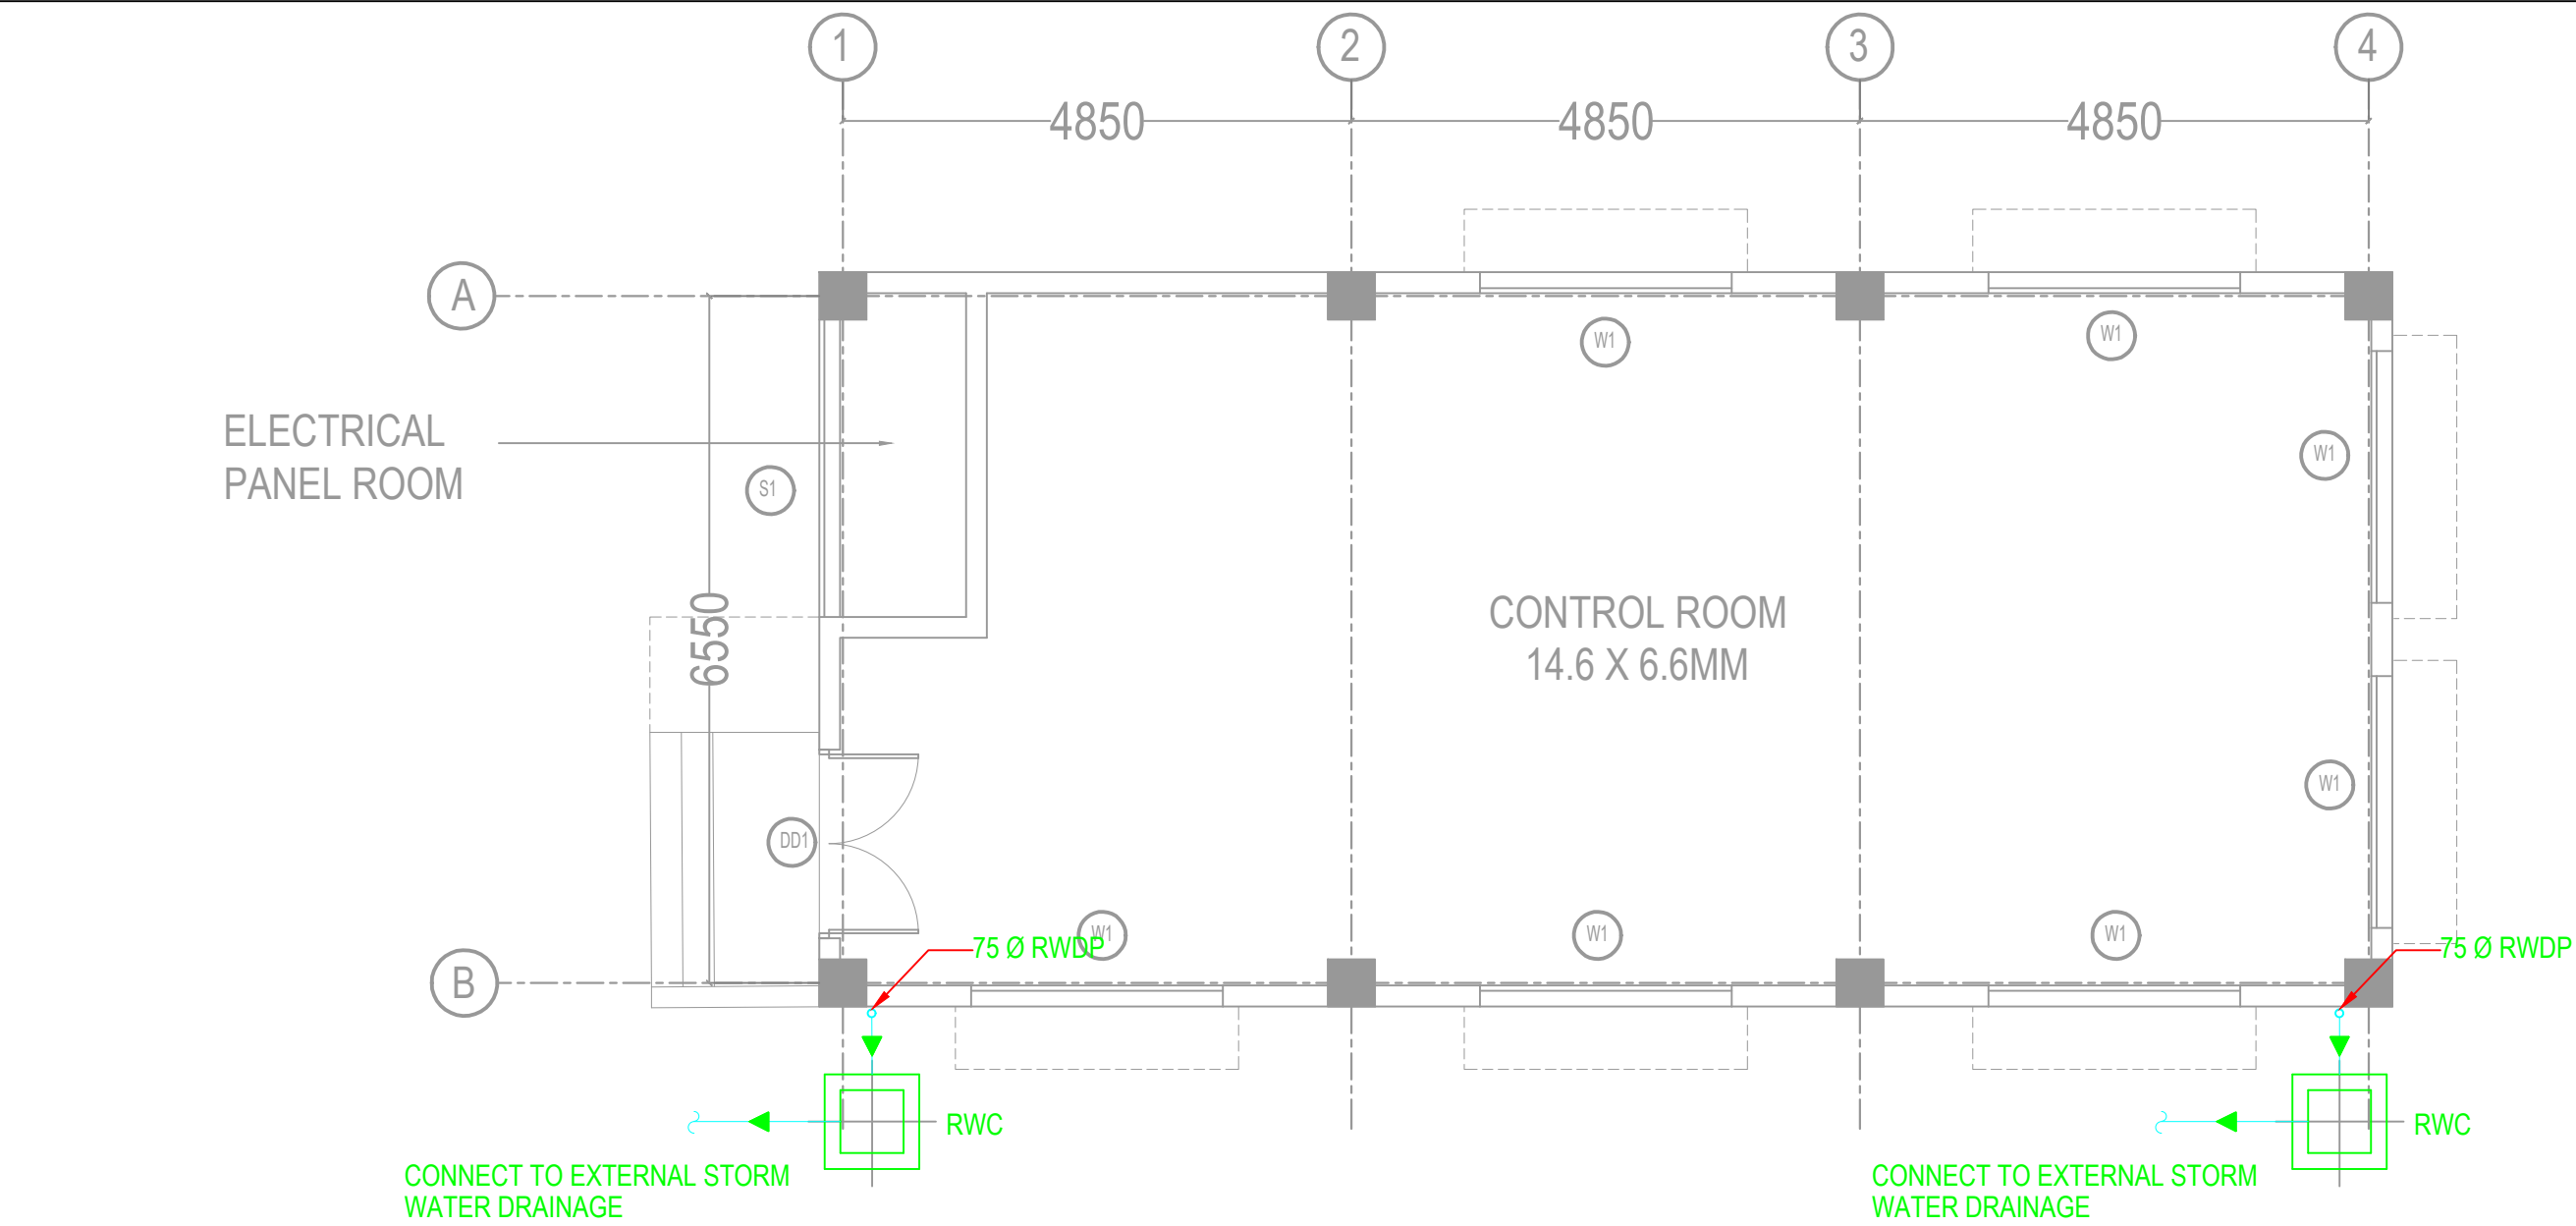 1
2
3
4
4850
4850
4850
A
W1
W1
ELECTRICAL
PANEL ROOM
W1
S1
6550
CONTROL ROOM
14.6 X 6.6MM
W1
DD1
W1
W1
W1
75 Ø RWDP
75 Ø RWDP
B
RWC
RWC
CONNECT TO EXTERNAL STORM
WATER DRAINAGE
CONNECT TO EXTERNAL STORM
WATER DRAINAGE